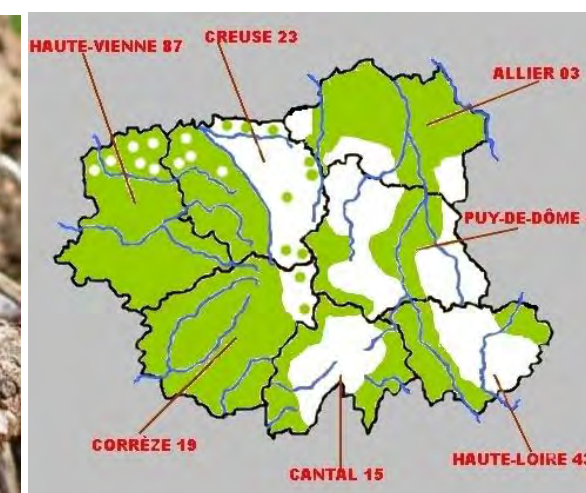 HAUTE-VIENNE 87
CREUSE 23
ALLIER 03
PUY-DE-DÔME
CORRÈZE 19
CANTAL 15
HAUTE-LOIRE 43